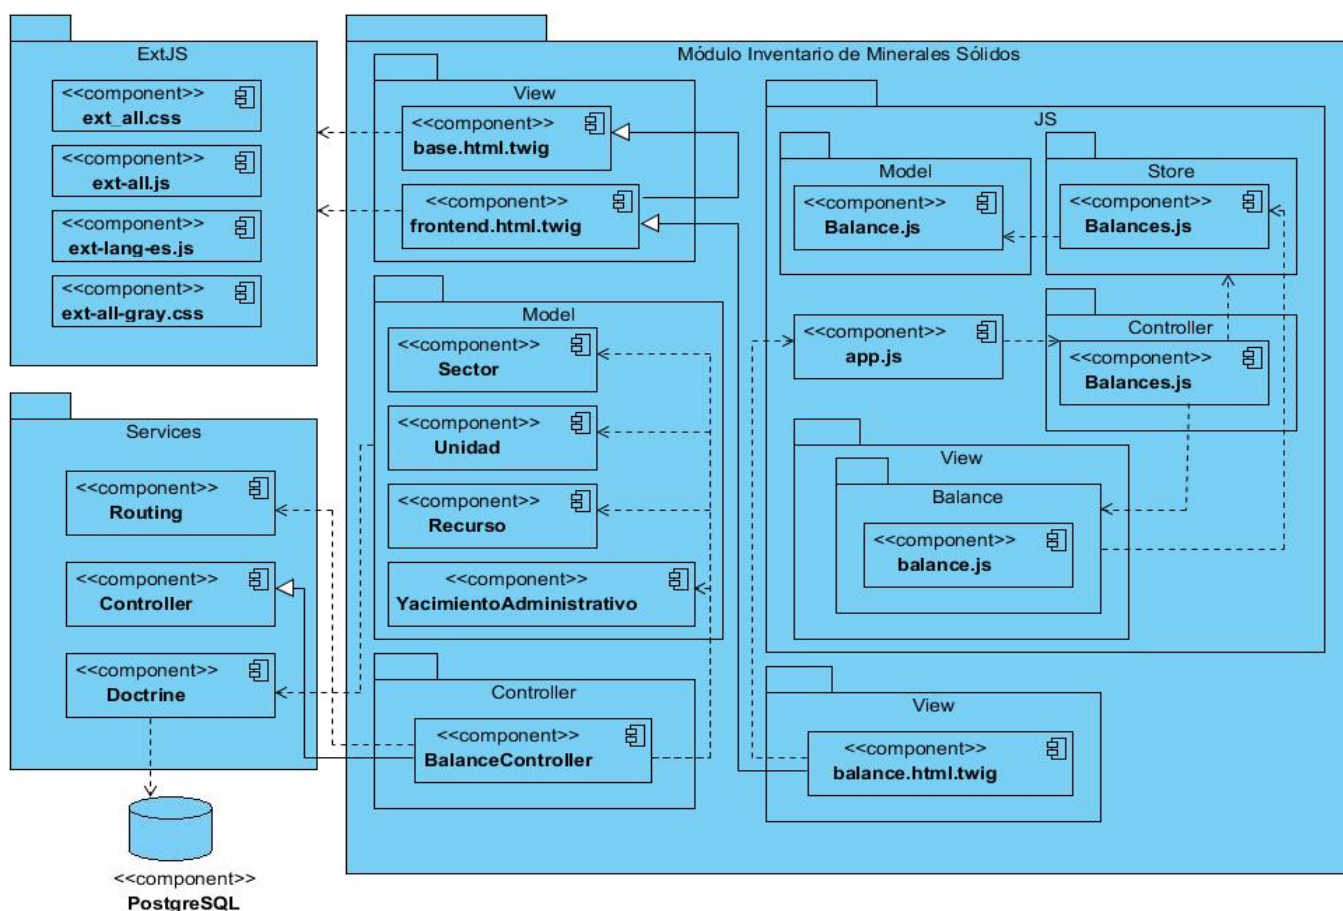 ExtJS
<<component>>
ext_all.css
<<component>>
ext-all.js
<<component>>
ext-lang-es.js
<<component>>
ext-all-gray.css
Services
<<component>>
Routing
<<component>>
Controller
<<component>>
Doctrine
<<component>>
PostgreSQL
Módulo Inventario de Minerales Sólidos
View
<<component>>
base.html.twig
<<component>>
frontend.html.twig
Model
<<component>>
Sector
<<component>>
Unidad
<<component>>
Recurso
<<component>>
YacimientoAdministrativo
Controller
<<component>>
BalanceController
JS
Model
<<component>>
Balance.js
Store
<<component>>
Balances.js
<<component>>
app.js
Controller
<<component>>
Balances.js
View
Balance
<<component>>
balance.js
View
<<component>>
balance.html.twig